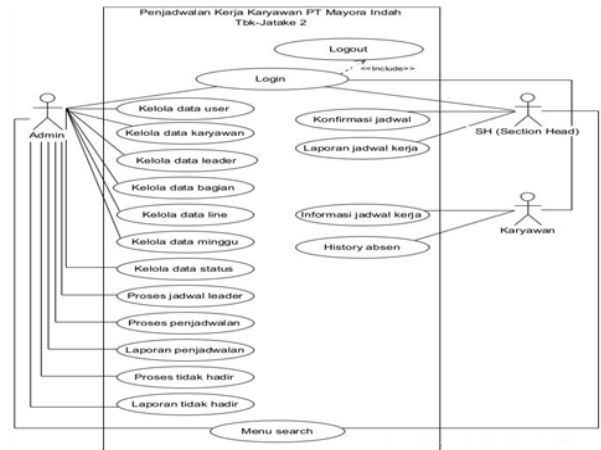 Penjadwalan Kerja Karyawan PT Mayora Indah
Tbk-Jatake 2
Logout
<<Include>>
Login
Kelola data user
Kelola data karyawan
Kelola data leader
Kelola data bagian
Kelola data line
Kelola data minggu
Kelola data status
Proses jadwal leader
Proses penjadwalan
Laporan penjadwalan
Proses tidak hadir
Laporan tidak hadir
Menu search
Konfirmasi jadwal
Laporan jadwal kerja
Informasi jadwal kerja
History absen
Admin
SH (Section Head)
Karyawan